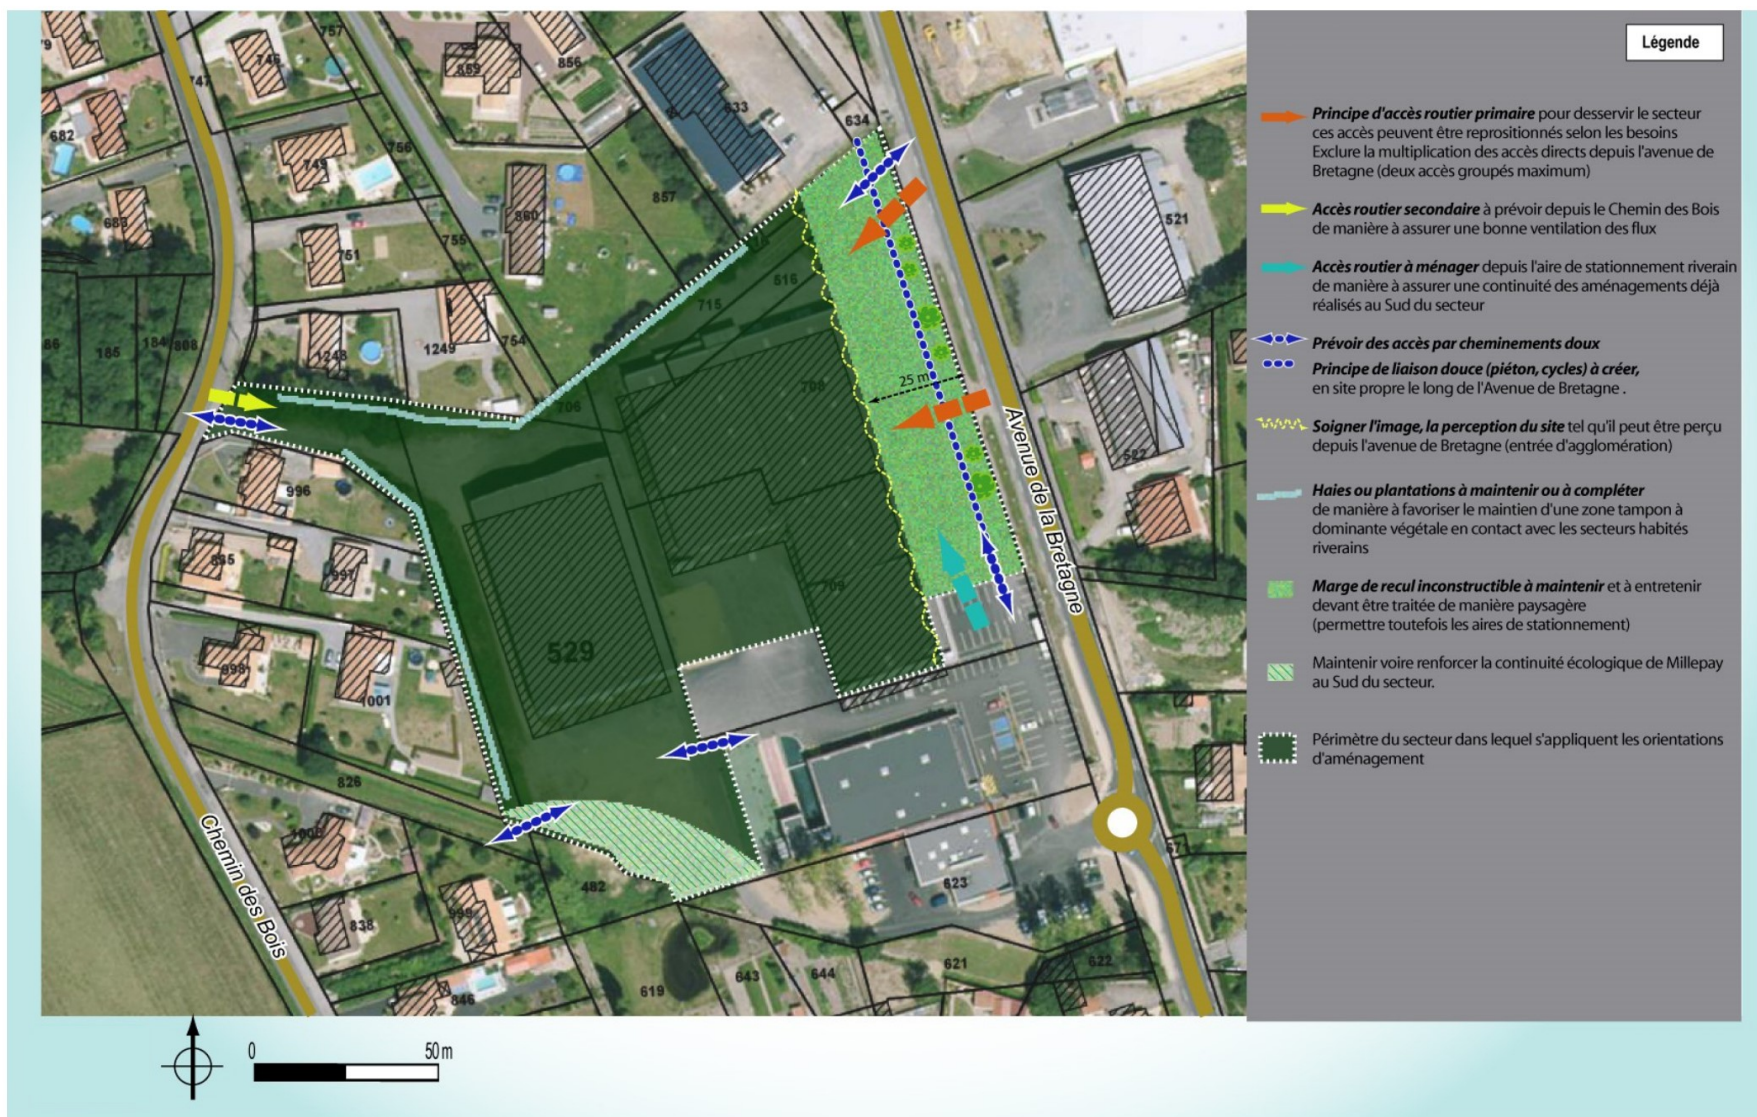 Légende
Principe d'accès routier primaire pour desservir le secteur
ces accès peuvent être reprositionnés selon les besoins
Exclure la multiplication des accès directs depuis l'avenue de
Bretagne (deux accès groupés maximum)
Accès routier secondaire à prévoir depuis le Chemin des Bois
de manière à assurer une bonne ventilation des flux
Accès routier à ménager depuis l'aire de stationnement riverain
de manière à assurer une continuité des aménagements déjà
réalisés au Sud du secteur
Prévoir des accès par cheminements doux
Principe de liaison douce (piéton, cycles) à créer,
en site propre le long de l'Avenue de Bretagne .
Soigner l'image, la perception du site tel qu'il peut être perçu
depuis l'avenue de Bretagne (entrée d'agglomération)
Haies ou plantations à maintenir ou à compléter
de manière à favoriser le maintien d'une zone tampon à
dominante végétale en contact avec les secteurs habités
riverains
Marge de recul inconstructible à maintenir et à entretenir
devant être traitée de manière paysagère
(permettre toutefois les aires de stationnement)
Maintenir voire renforcer la continuité écologique de Millepay
au Sud du secteur.
Périmètre du secteur dans lequel s'appliquent les orientations
d'aménagement
757
746
747
859
856
633
634
682
749
756
857
860
683
751
755
521
516
715
184
808
185
1248
1249
754
706
708
25 m
Avenue de la Bretagne
522
996
997
709
529
998
1001
826
Chemin des Bois
482
623
671
838
999
846
619
643
644
621
622
0
50 m